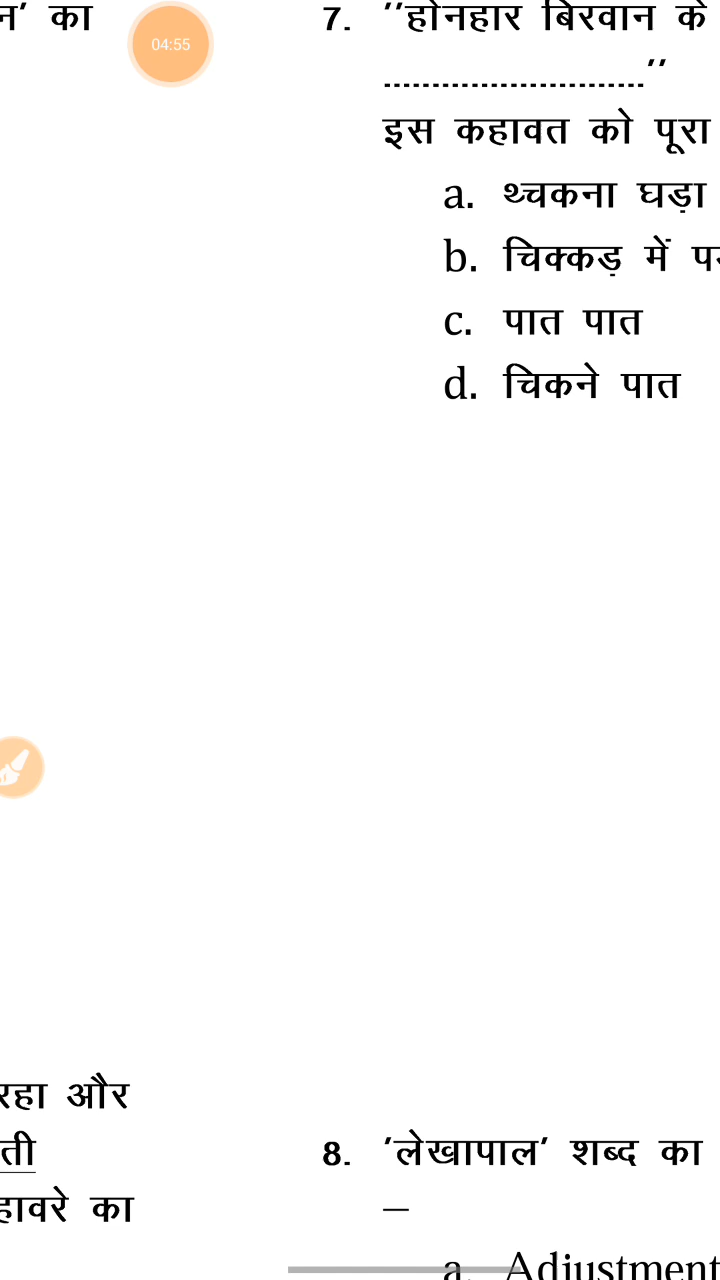 न’ का
04:55
7. ''होनहार बिरवान के
...........................''
इस कहावत को पूरा
a. थ्चकना घड़ा
b. चिक्कड़ में
c. पात पात
d. चिकने पात
रहा और
ती
हावरे का
8. ’लेखापाल’ शब्द का
–
a. Adjustment